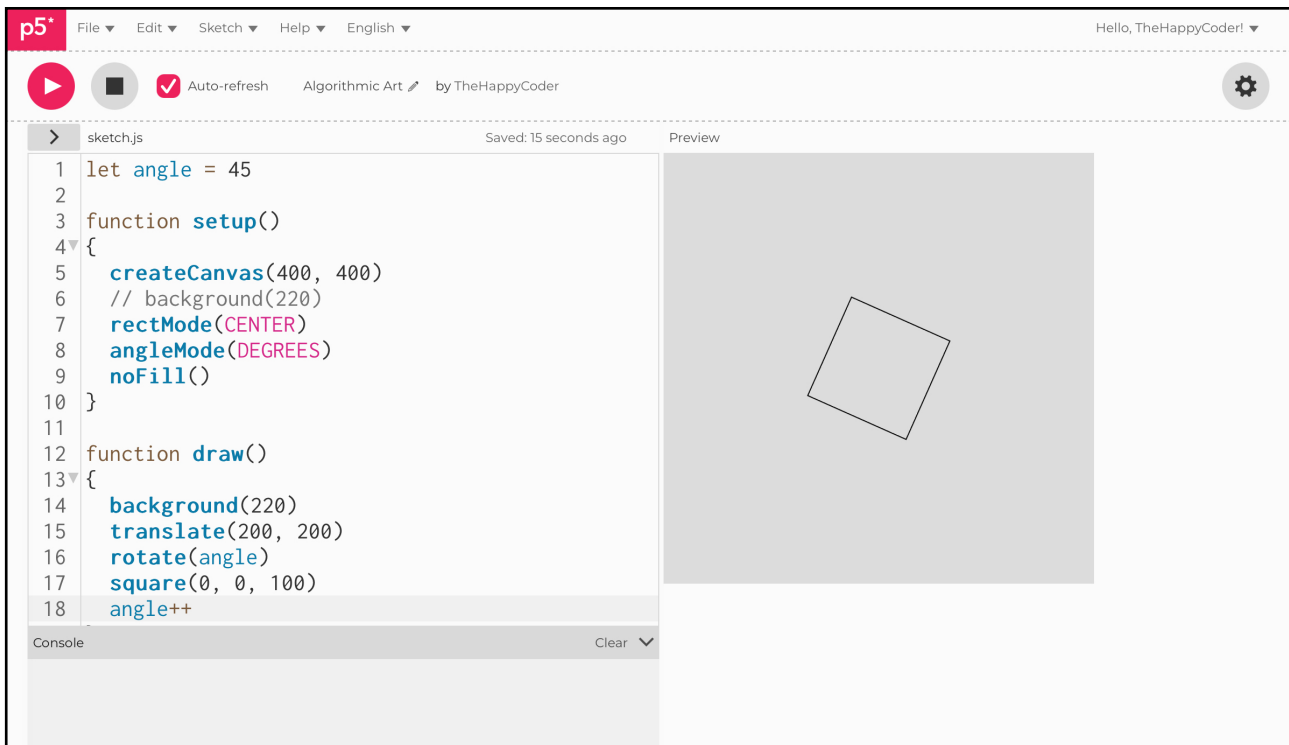 p5* File Edit Sketch Help English Hello, TheHappyCoder!
Auto-refresh Algorithmic Art by TheHappyCoder
sketch.js Saved: 15 seconds ago Preview
1 let angle = 45
2
3 function setup()
4 {
5 createCanvas(400, 400)
6 // background(220)
7 rectMode(CENTER)
8 angleMode(DEGREES)
9 noFill()
10 }
11
12 function draw()
13 {
14 background(220)
15 translate(200, 200)
16 rotate(angle)
17 square(0, 0, 100)
18 angle++
Console Clear